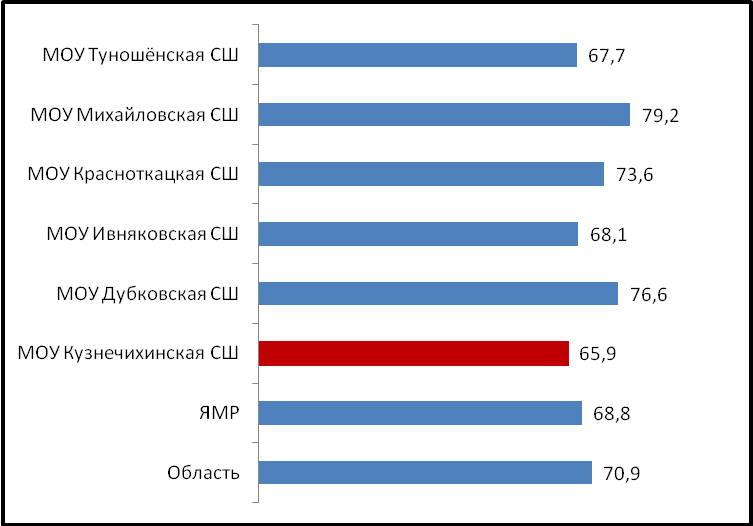 МОУ Туношёнская СШ 67,7
МОУ Михайловская СШ 79,2
МОУ Красноткацкая СШ 73,6
МОУ Ивняковская СШ 68,1
МОУ Дубковская СШ 76,6
МОУ Кузнечихинская СШ 65,9
ЯМР 68,8
Область 70,9